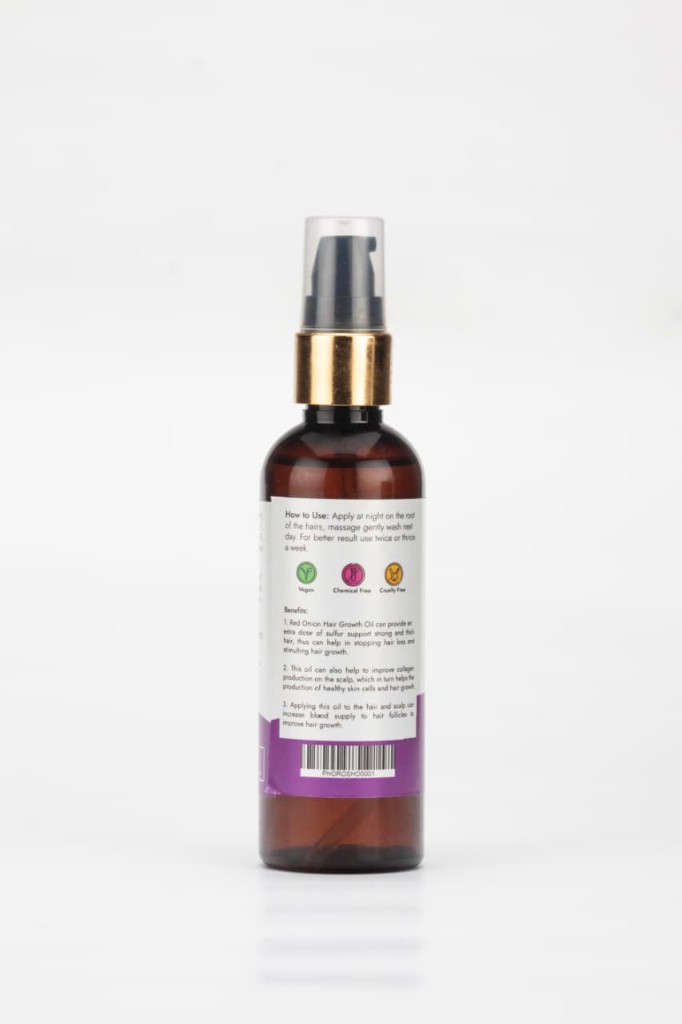 How to Use: Apply at night on the root
of the hairs, massage gently wash next
day. For better result use twice or thrice
a week.
Vegan
Chemical Free
Cruelty Free
Benefits:
1. Red Onion Hair Growth Oil can provide an
extra dose of sulfur support strong and thick
hair, thus can help in stopping hair loss and
stimulting hair growth.
2. This oil can also help to improve collagen
production on the scalp, which in turn helps the
production of healthy skin cells and hair growth.
3. Applying this oil to the hair and scalp can
increase blood supply to hair follicles to
improve hair growth.
PHOROSHO0001